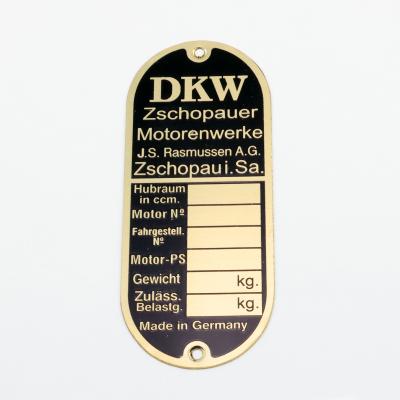 DKW
Zschopauer
Motorenwerke
J.S. Rasmussen A.G.
Zschopau i. Sa.
Hubraum
in ccm.
Motor Nº
Fahrgestell.
Nº
Motor-PS
Gewicht kg.
Zuläss.
Belastg. kg.
Made in Germany